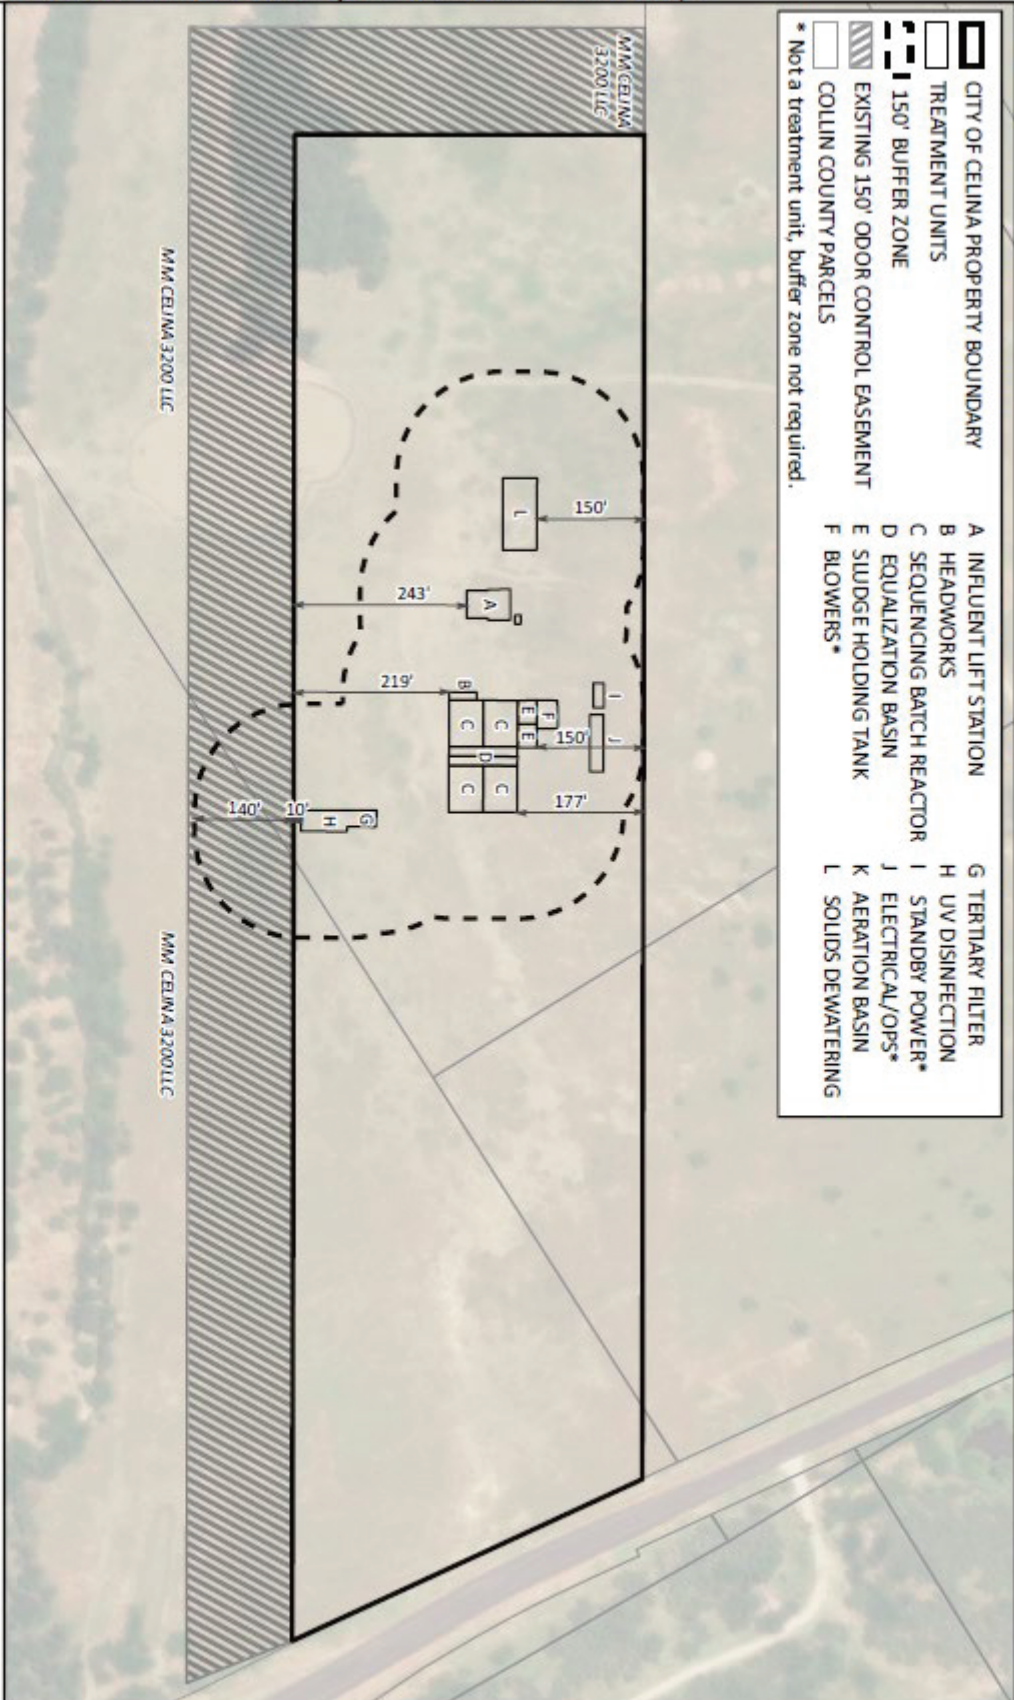 CITY OF CELINA PROPERTY BOUNDARY
TREATMENT UNITS
150' BUFFER ZONE
EXISTING 150' ODOR CONTROL EASEMENT
COLLIN COUNTY PARCELS
* Not a treatment unit, buffer zone not required.
A INFLUENT LIFT STATION
B HEADWORKS
C SEQUENCING BATCH REACTOR
D EQUALIZATION BASIN
E SLUDGE HOLDING TANK
F BLOWERS*
G TERTIARY FILTER
H UV DISINFECTION
I STANDBY POWER*
J ELECTRICAL/OPS*
K AERATION BASIN
L SOLIDS DEWATERING
MM CELINA
3200 LLC
MM CELINA 3200 LLC
MM CELINA 3200 LLC
150'
L
243'
A
219'
B
I
J
F
E
E
150'
C
C
D
C
C
177'
140'
10'
G
H